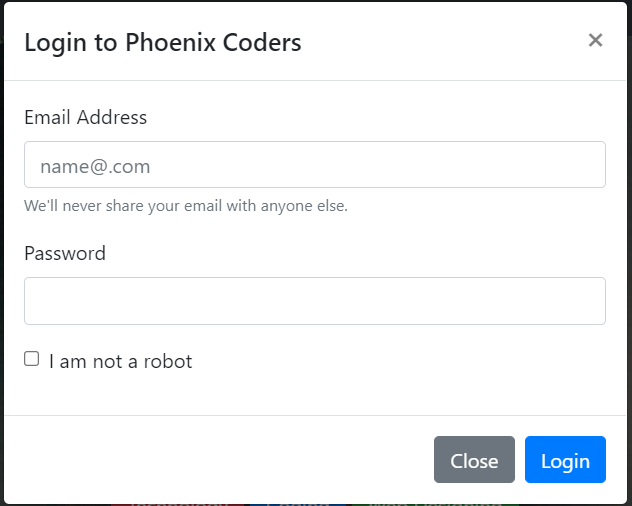 Login to Phoenix Coders ×
Email Address
name@.com
We'll never share your email with anyone else.
Password
I am not a robot
Close Login